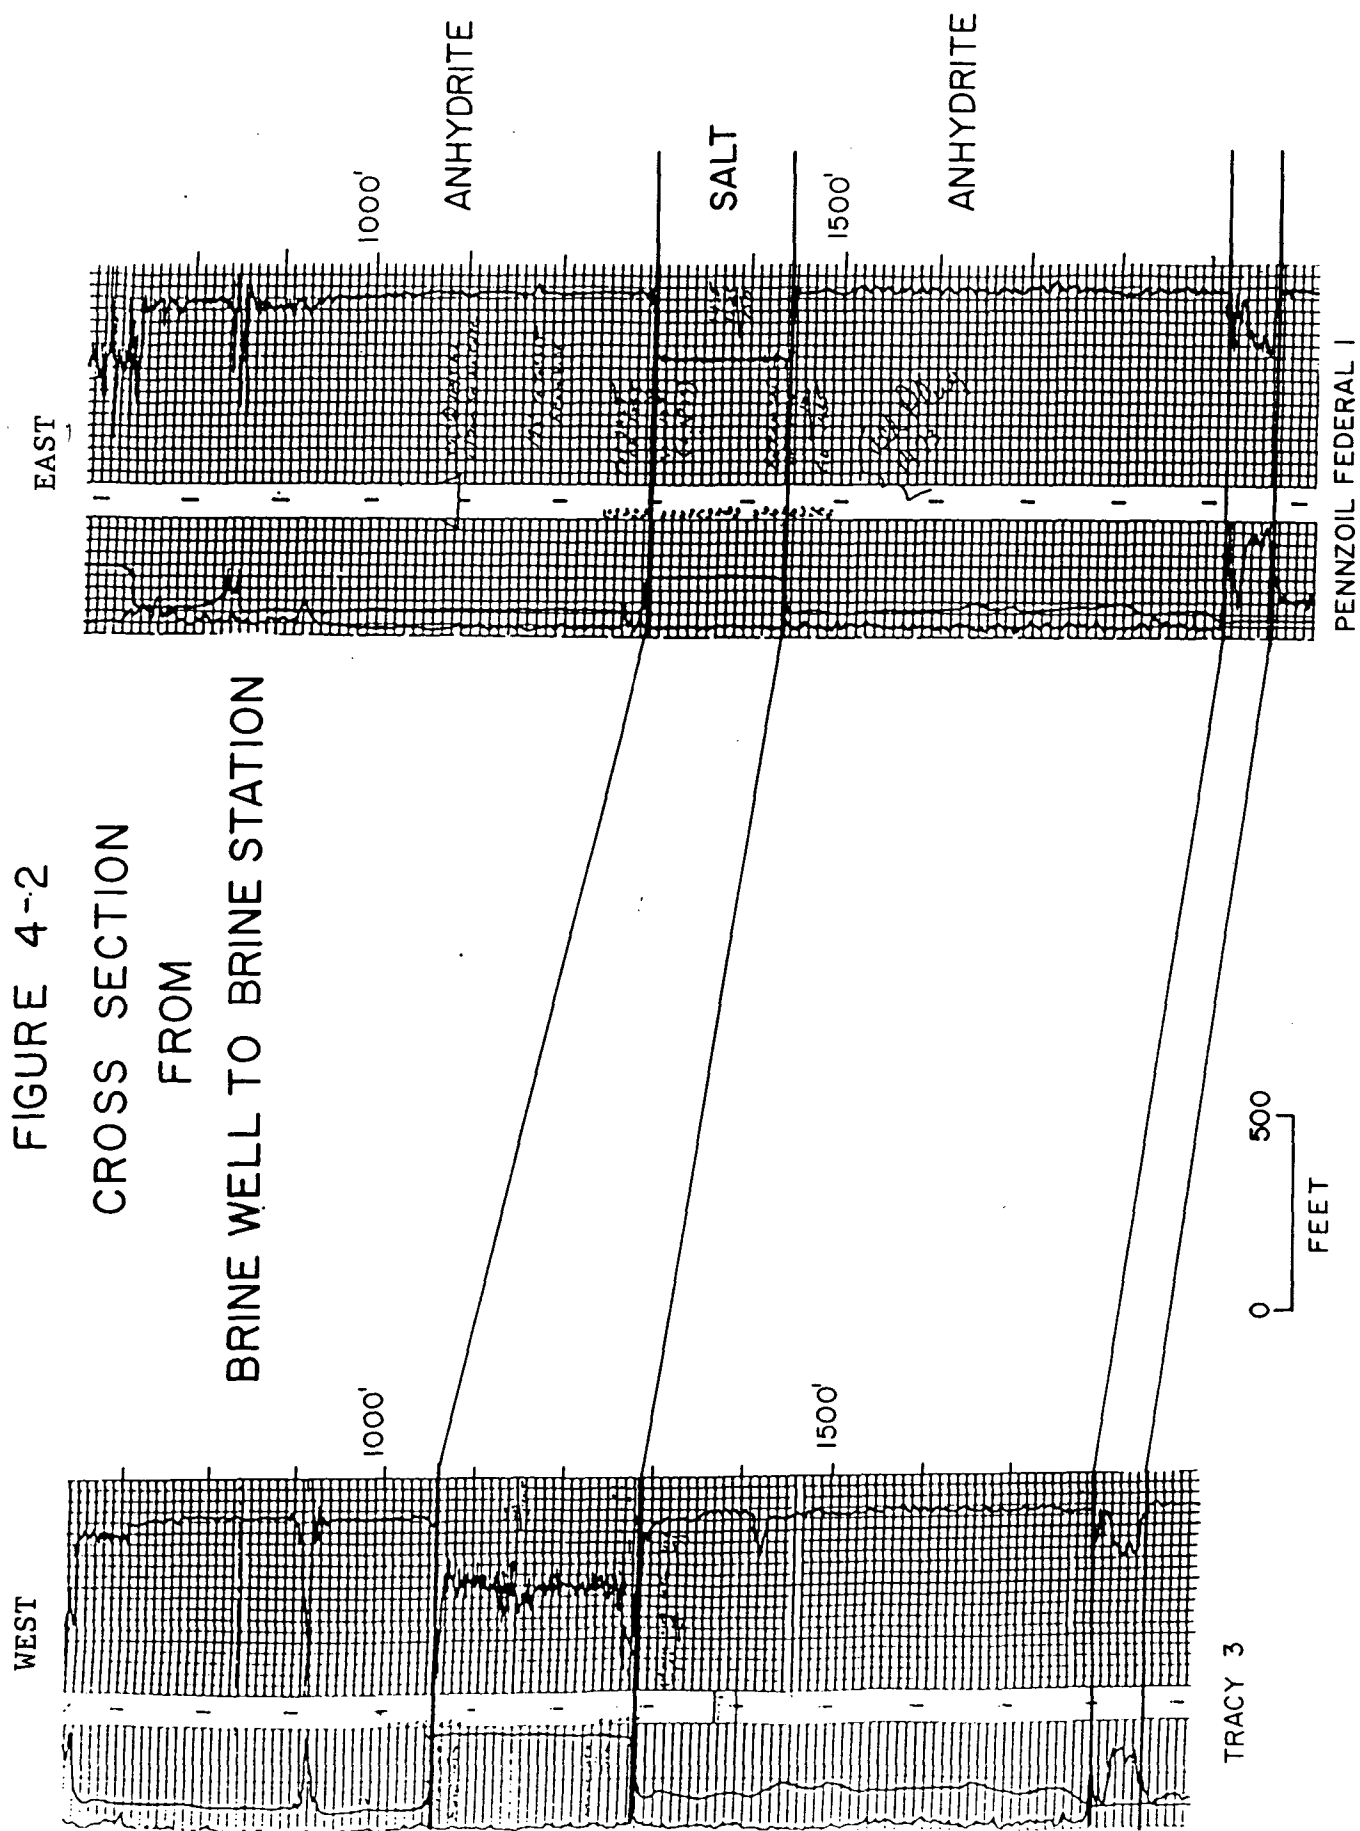 FIGURE 4-2
CROSS SECTION
FROM
BRINE WELL TO BRINE STATION
WEST
EAST
1000'
1500'
TRACY 3
0 500
FEET
1000'
1500'
PENNZOIL FEDERAL 1
ANHYDRITE
SALT
ANHYDRITE